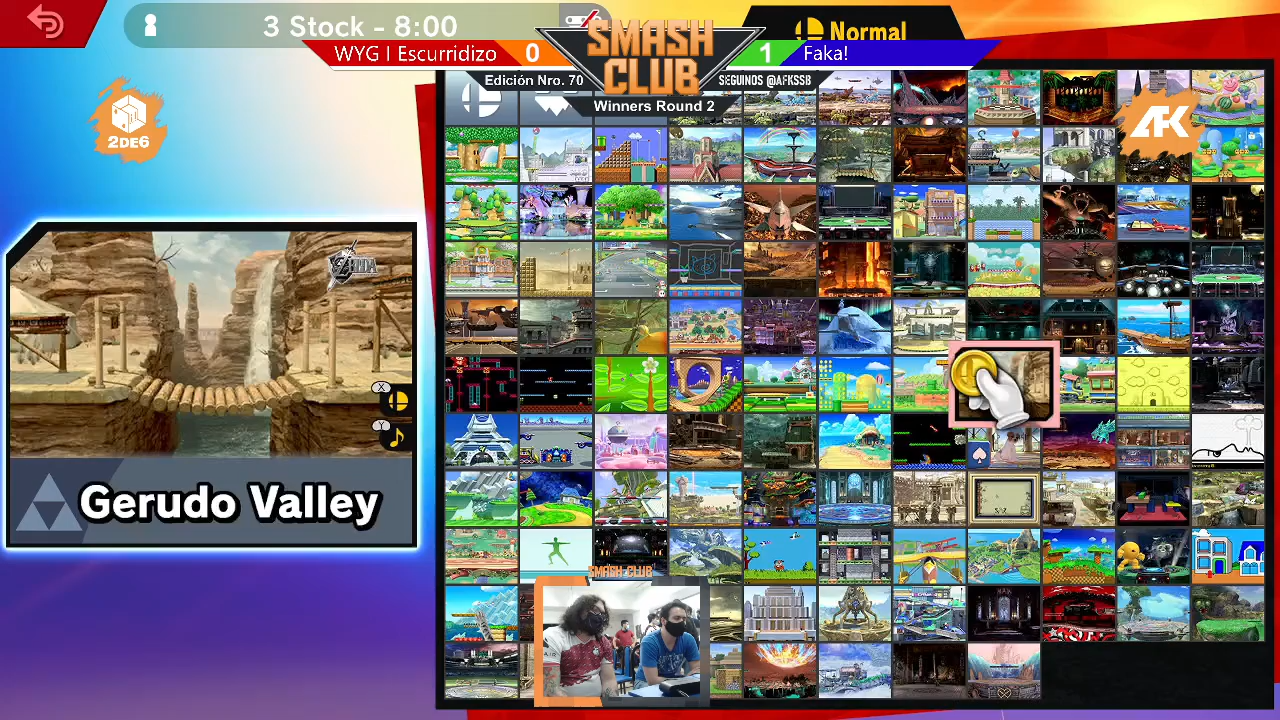 3 Stock - 8:00
Normal
WYG I Escurridizo
0
SMASH
CLUB
1
Faka!
Edición Nro. 70
SEGUINOS @AFKSSB
Winners Round 2
2DE6
AK
ZELDA
X
Y
Gerudo Valley
SMASH CLUB